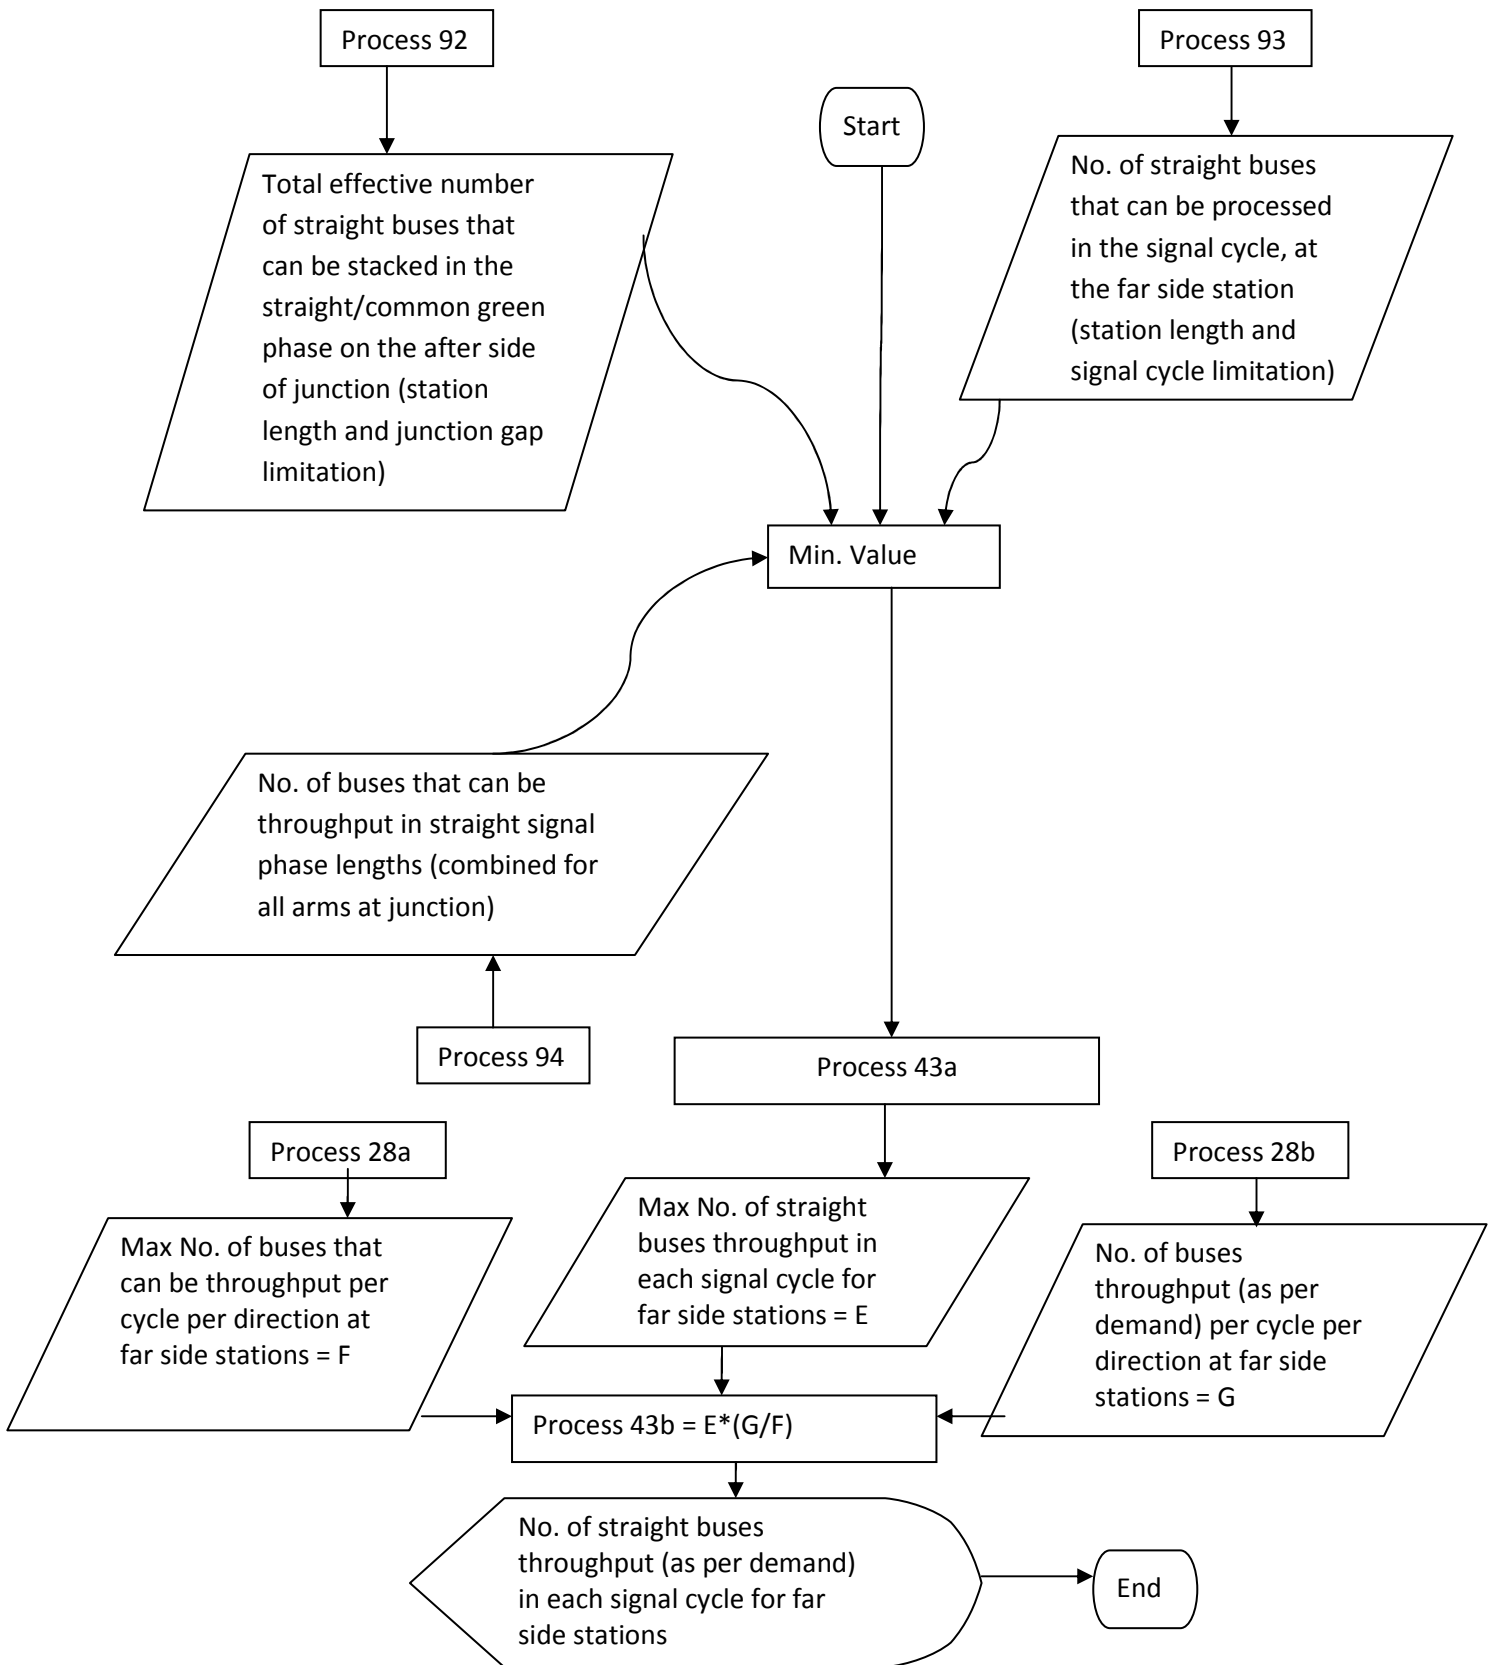 Process 92
Process 93
Start
Total effective number
of straight buses that
can be stacked in the
straight/common green
phase on the after side
of junction (station
length and junction gap
limitation)
No. of straight buses
that can be processed
in the signal cycle, at
the far side station
(station length and
signal cycle limitation)
Min. Value
No. of buses that can be
throughput in straight signal
phase lengths (combined for
all arms at junction)
Process 94
Process 43a
Process 28a
Process 28b
Max No. of buses that
can be throughput per
cycle per direction at
far side stations = F
Max No. of straight
buses throughput in
each signal cycle for
far side stations = E
No. of buses
throughput (as per
demand) per cycle per
direction at far side
stations = G
Process 43b = E*(G/F)
No. of straight buses
throughput (as per demand)
in each signal cycle for far
side stations
End